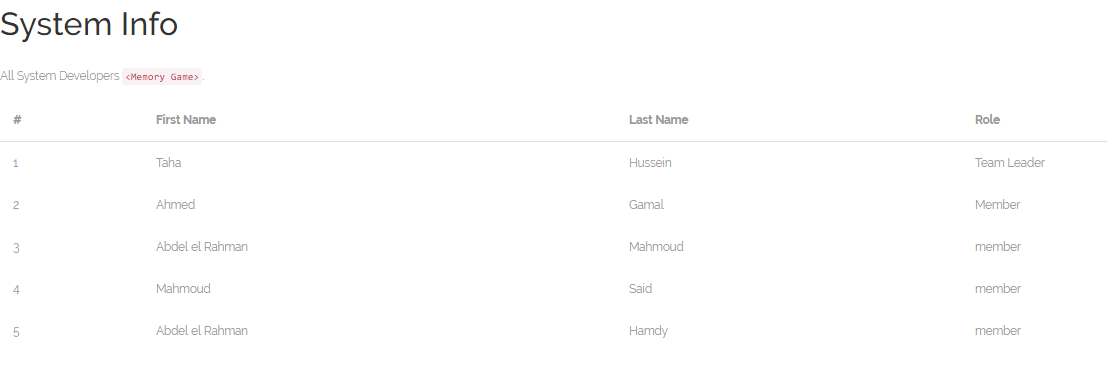 System Info
All System Developers <Memory Game>.
# First Name Last Name Role
1 Taha Hussein Team Leader
2 Ahmed Gamal Member
3 Abdel el Rahman Mahmoud member
4 Mahmoud Said member
5 Abdel el Rahman Hamdy member